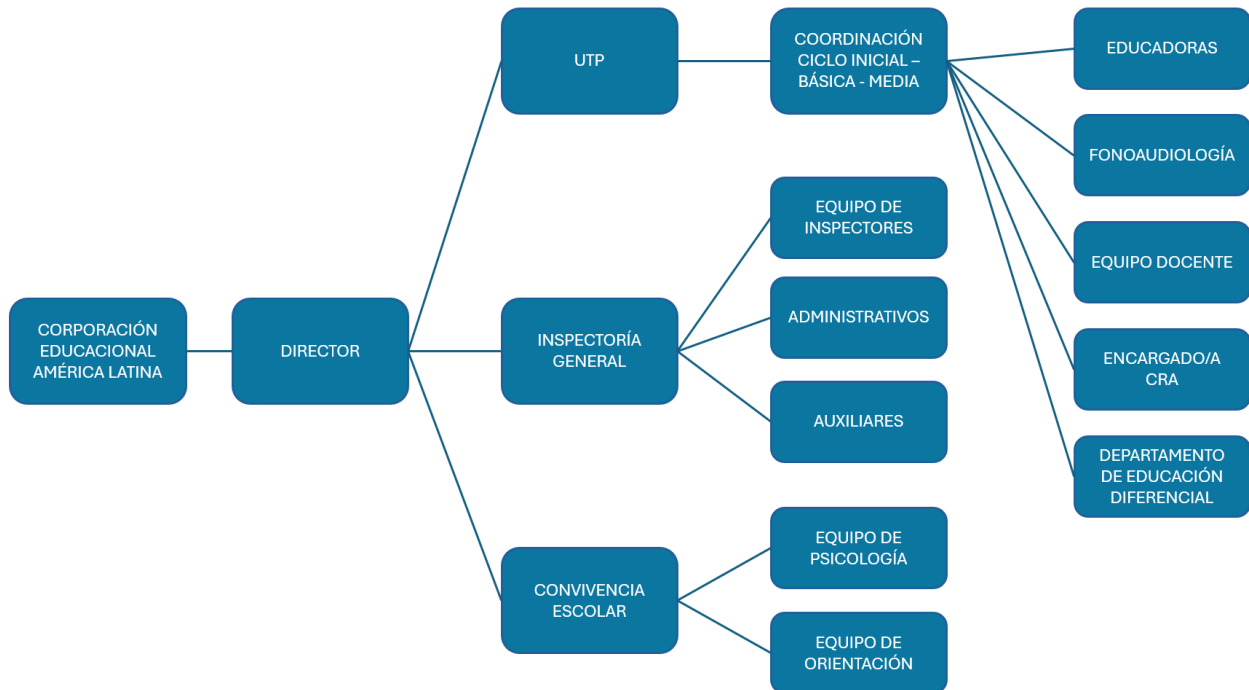 CORPORACIÓN
EDUCACIONAL
AMÉRICA LATINA
DIRECTOR
UTP
COORDINACIÓN
CICLO INICIAL –
BÁSICA - MEDIA
EDUCADORAS
FONOAUDIOLOGÍA
EQUIPO DOCENTE
ENCARGADO/A
CRA
DEPARTAMENTO
DE EDUCACIÓN
DIFERENCIAL
INSPECTORÍA
GENERAL
EQUIPO DE
INSPECTORES
ADMINISTRATIVOS
AUXILIARES
CONVIVENCIA
ESCOLAR
EQUIPO DE
PSICOLOGÍA
EQUIPO DE
ORIENTACIÓN